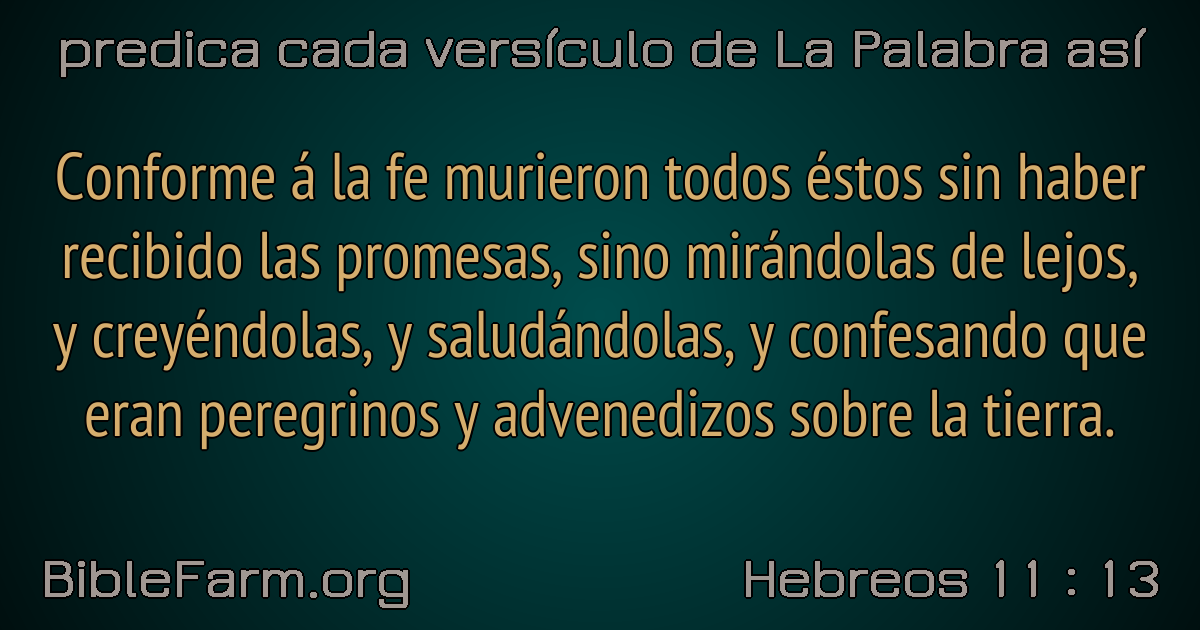 predica cada versículo de La Palabra así
Conforme á la fe murieron todos éstos sin haber
recibido las promesas, sino mirándolas de lejos,
y creyéndolas, y saludándolas, y confesando que
eran peregrinos y advenedizos sobre la tierra.
BibleFarm.org
Hebreos 11 : 13